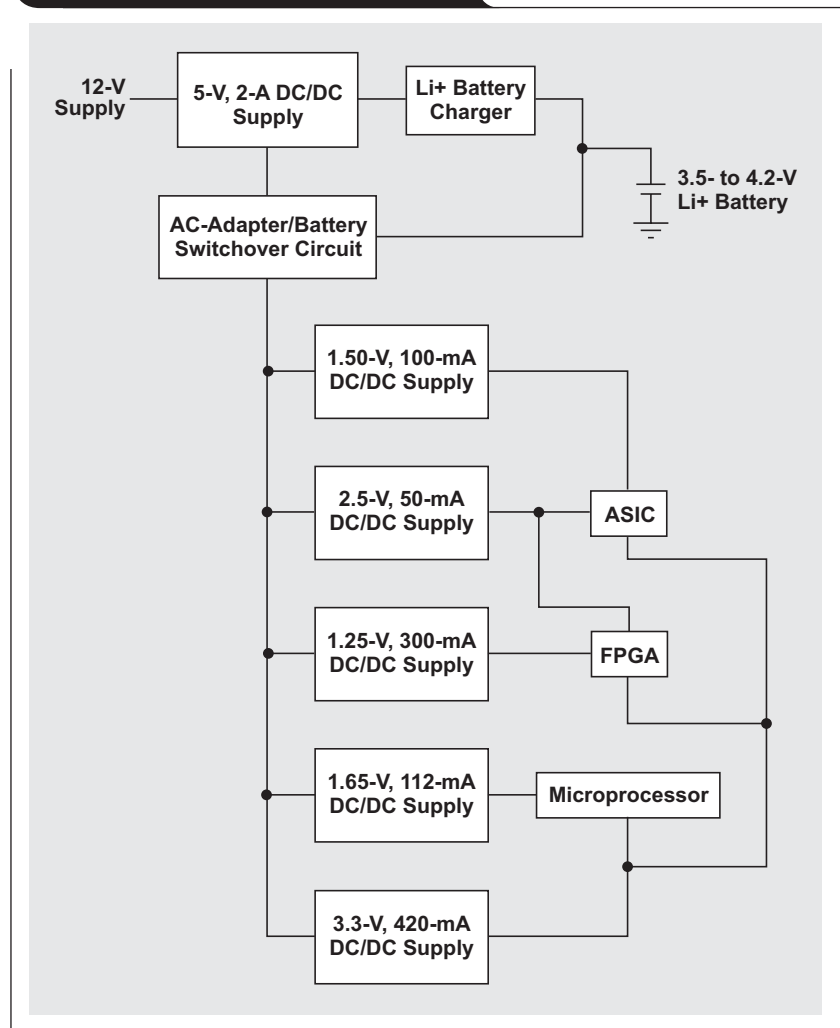 12-V
Supply
5-V, 2-A DC/DC
Supply
Li+ Battery
Charger
3.5- to 4.2-V
Li+ Battery
AC-Adapter/Battery
Switchover Circuit
1.50-V, 100-mA
DC/DC Supply
2.5-V, 50-mA
DC/DC Supply
ASIC
1.25-V, 300-mA
DC/DC Supply
FPGA
1.65-V, 112-mA
DC/DC Supply
Microprocessor
3.3-V, 420-mA
DC/DC Supply